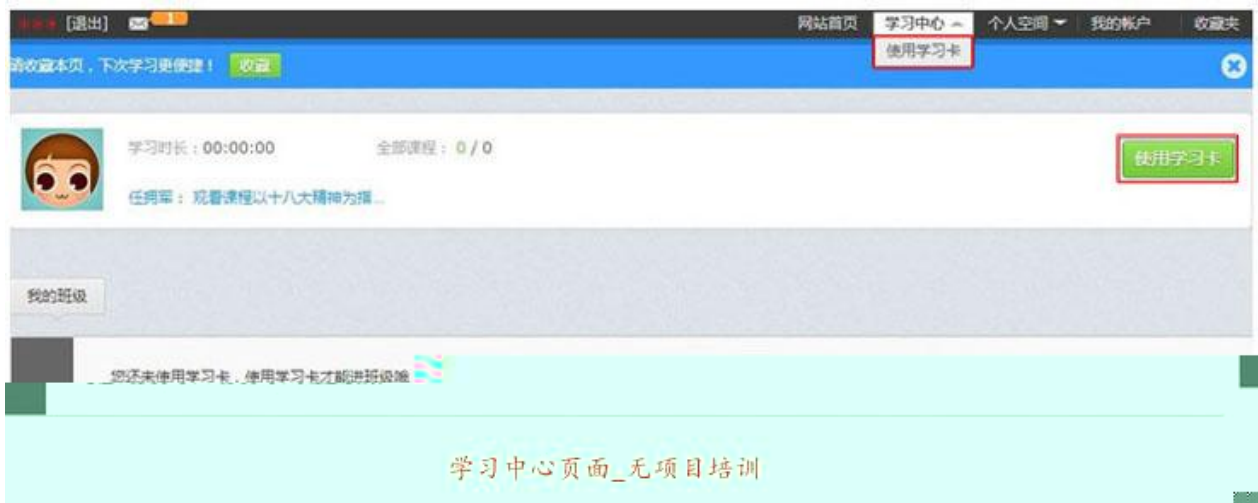 [退出] 1 网站首页 学习中心 个人空间 我的帐户 收藏夹
使用学习卡
请收藏本页，下次学习更便捷！ 收藏
学习时长：00:00:00 全部课程：0 / 0
使用学习卡
任拥军： 观看课程以十八大精神为指...
我的班级
您还未使用学习卡，使用学习卡才能进班级哦
学习中心页面_无项目培训